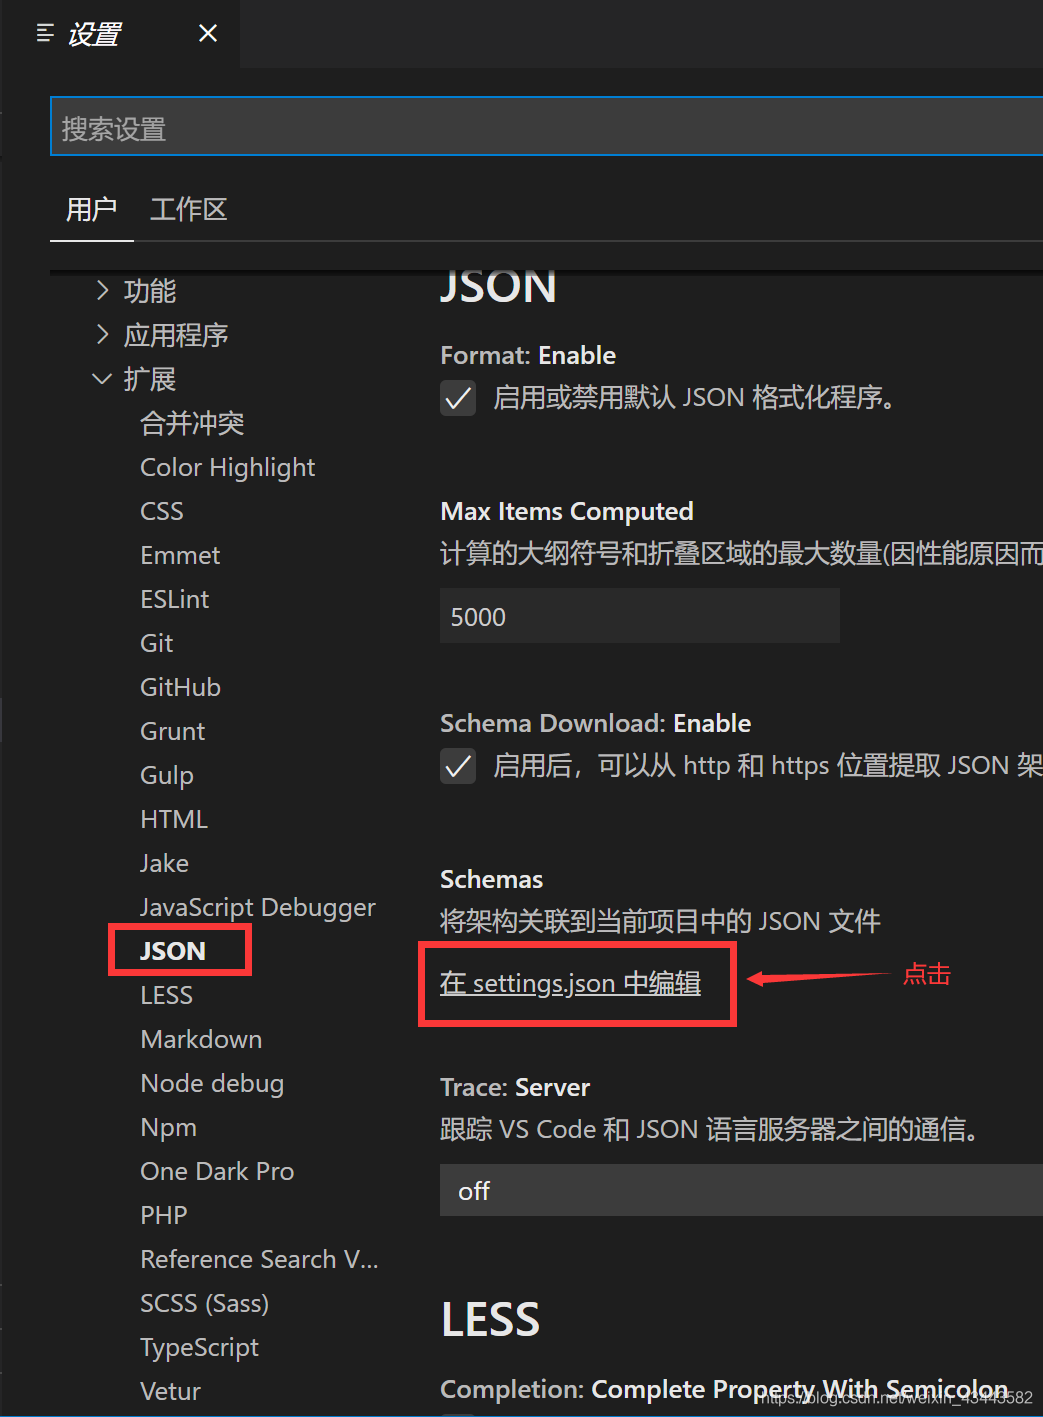 设置
搜索设置
用户 工作区
功能
应用程序
扩展
合并冲突
Color Highlight
CSS
Emmet
ESLint
Git
GitHub
Grunt
Gulp
HTML
Jake
JavaScript Debugger
JSON
LESS
Markdown
Node debug
Npm
One Dark Pro
PHP
Reference Search V...
SCSS (Sass)
TypeScript
Vetur
JSON
Format: Enable
启用或禁用默认 JSON 格式化程序。
Max Items Computed
计算的大纲符号和折叠区域的最大数量(因性能原因而
5000
Schema Download: Enable
启用后，可以从 http 和 https 位置提取 JSON 架
Schemas
将架构关联到当前项目中的 JSON 文件
在 settings.json 中编辑
点击
Trace: Server
跟踪 VS Code 和 JSON 语言服务器之间的通信。
off
LESS
Completion: Complete Property With Semicolon
https://blog.csdn.net/weixin_43443582